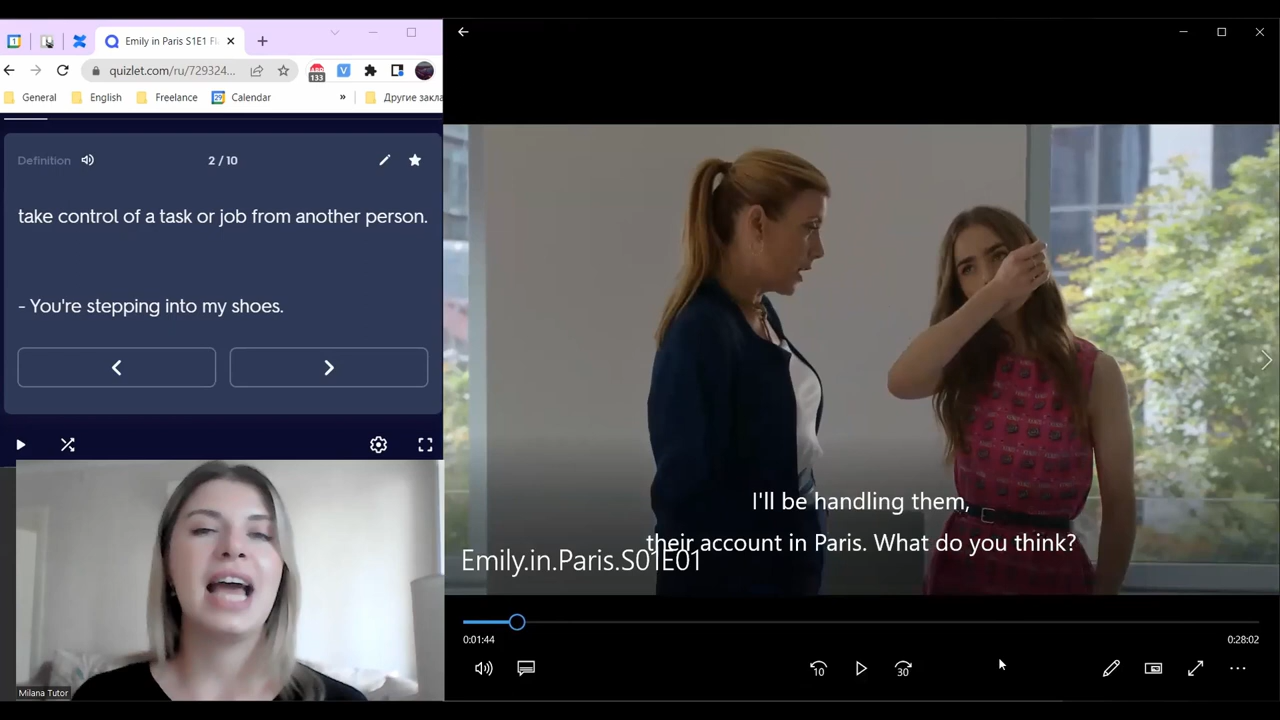 Emily in Paris S1E1 Fl
quizlet.com/ru/729324...
133
General
English
Freelance
29
Calendar
»
Другие закла
Definition
2 / 10
take control of a task or job from another person.
- You're stepping into my shoes.
Milana Tutor
I'll be handling them,
their account in Paris. What do you think?
Emily.in.Paris.S01E01
0:01:44
0:28:02
10
30